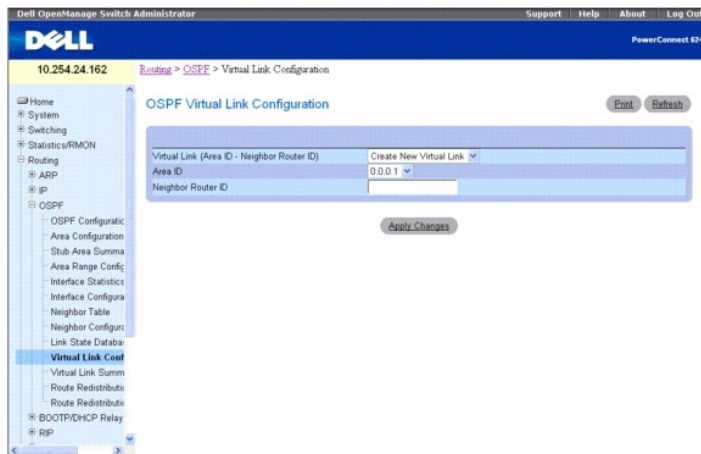 Dell OpenManage Switch Administrator
Support Help About Log Out
DELL
PowerConnect 624
10.254.24.162
Routing > OSPF > Virtual Link Configuration
Home
System
Switching
Statistics/RMON
Routing
ARP
IP
OSPF
OSPF Configuratic
Area Configuration
Stub Area Summa
Area Range Config
Interface Statistics
Interface Configura
Neighbor Table
Neighbor Configura
Link State Databa
Virtual Link Conf
Virtual Link Summ
Route Redistributic
Route Redistributic
BOOTP/DHCP Relay
RIP
OSPF Virtual Link Configuration
Print Refresh
Virtual Link (Area ID - Neighbor Router ID) Create New Virtual Link
Area ID 0.0.0.1
Neighbor Router ID
Apply Changes